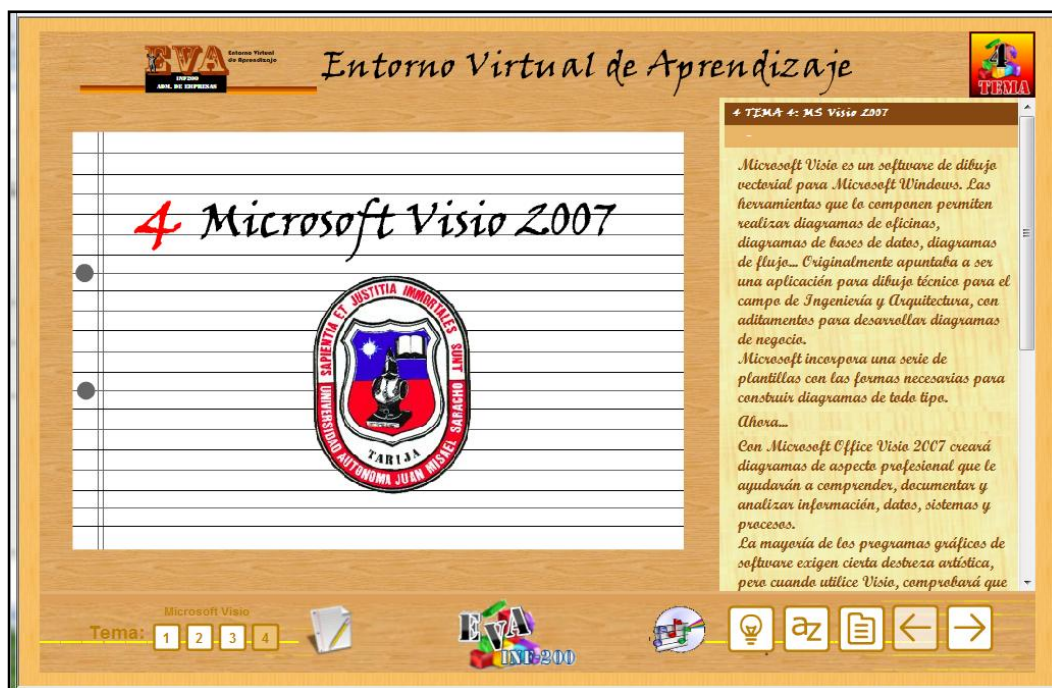 EVA
Entorno Virtual
de Aprendizaje
INF200
ADM. DE EMPRESAS
Entorno Virtual de Aprendizaje
4
TEMA
4 TEMA 4: MS Visio 2007
-
4 Microsoft Visio 2007
SAPIENTIA ET JUSTITIA IMMORTALES SUNT
UNIVERSIDAD AUTONOMA JUAN MISAEL SARACHO
TARIJA
Microsoft Visio es un software de dibujo
vectorial para Microsoft Windows. Las
herramientas que lo componen permiten
realizar diagramas de oficinas,
diagramas de bases de datos, diagramas
de flujo... Originalmente apuntaba a ser
una aplicación para dibujo técnico para el
campo de Ingeniería y Arquitectura, con
aditamentos para desarrollar diagramas
de negocio.
Microsoft incorpora una serie de
plantillas con las formas necesarias para
construir diagramas de todo tipo.
Ahora...
Con Microsoft Office Visio 2007 creará
diagramas de aspecto profesional que le
ayudarán a comprender, documentar y
analizar información, datos, sistemas y
procesos.
La mayoría de los programas gráficos de
software exigen cierta destreza artística,
pero cuando utilice Visio, comprobará que
Microsoft Visio
Tema: 1 2 3 4
EVA
INF-200
az